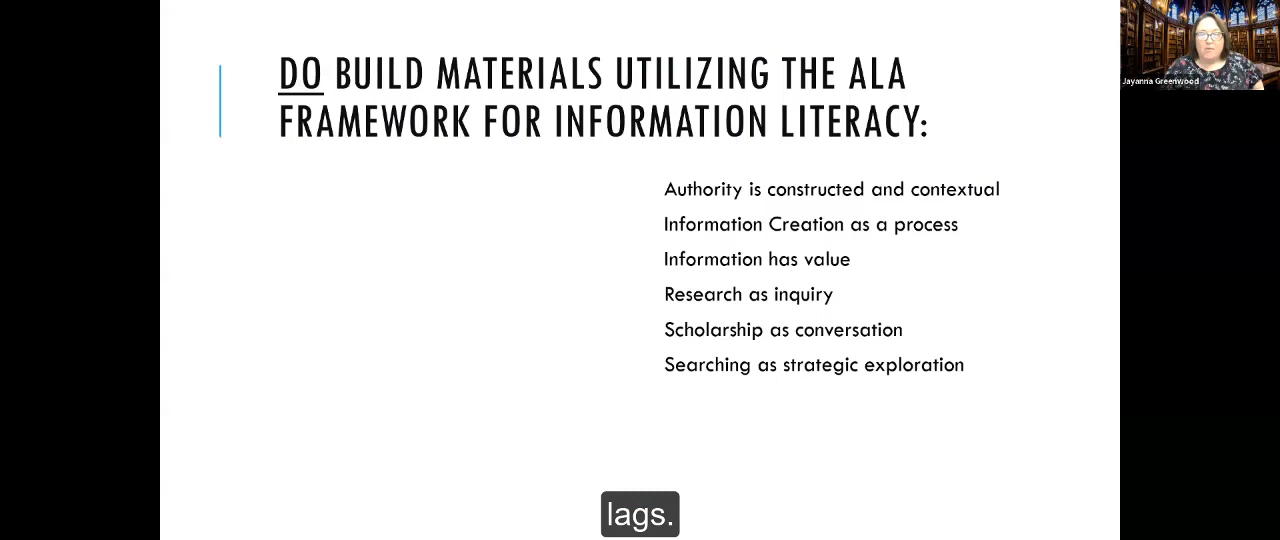 DO BUILD MATERIALS UTILIZING THE ALA
FRAMEWORK FOR INFORMATION LITERACY:
Authority is constructed and contextual
Information Creation as a process
Information has value
Research as inquiry
Scholarship as conversation
Searching as strategic exploration
lags.
Jayanna Greenwood